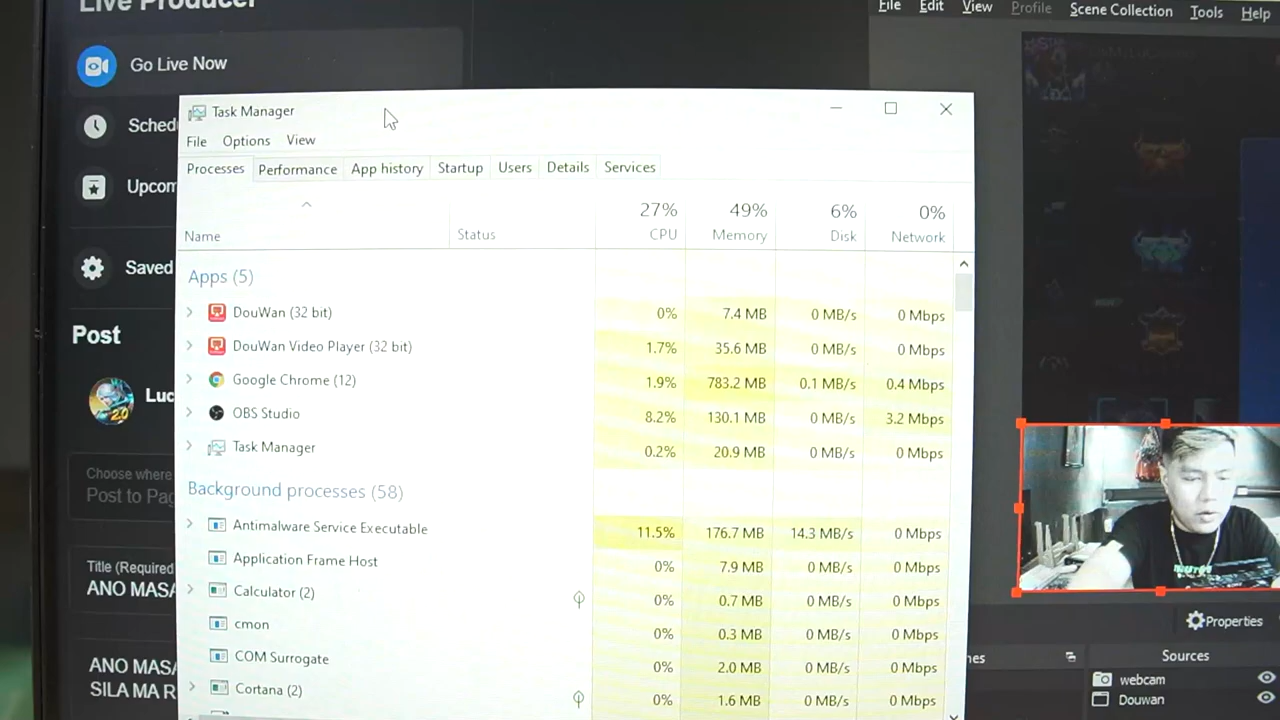 Live Producer
File Edit View Profile Scene Collection Tools Help
Go Live Now
Task Manager
File Options View
Processes Performance App history Startup Users Details Services
27% 49% 6% 0%
Name Status CPU Memory Disk Network
Apps (5)
DouWan (32 bit) 0% 7.4 MB 0 MB/s 0 Mbps
DouWan Video Player (32 bit) 1.7% 35.6 MB 0 MB/s 0 Mbps
Google Chrome (12) 1.9% 783.2 MB 0.1 MB/s 0.4 Mbps
OBS Studio 8.2% 130.1 MB 0 MB/s 3.2 Mbps
Task Manager 0.2% 20.9 MB 0 MB/s 0 Mbps
Background processes (58)
Antimalware Service Executable 11.5% 176.7 MB 14.3 MB/s 0 Mbps
Application Frame Host 0% 7.9 MB 0 MB/s 0 Mbps
Calculator (2) 0% 0.7 MB 0 MB/s 0 Mbps
cmon 0% 0.3 MB 0 MB/s 0 Mbps
COM Surrogate 0% 2.0 MB 0 MB/s 0 Mbps
Cortana (2) 0% 1.6 MB 0 MB/s 0 Mbps
Sched
Upcom
Saved
Post
Luc
2.0
Choose where
Post to Pag
Title (Required
ANO MASA
ANO MASA
SILA MA R
Properties
nes
Sources
webcam
Douwan